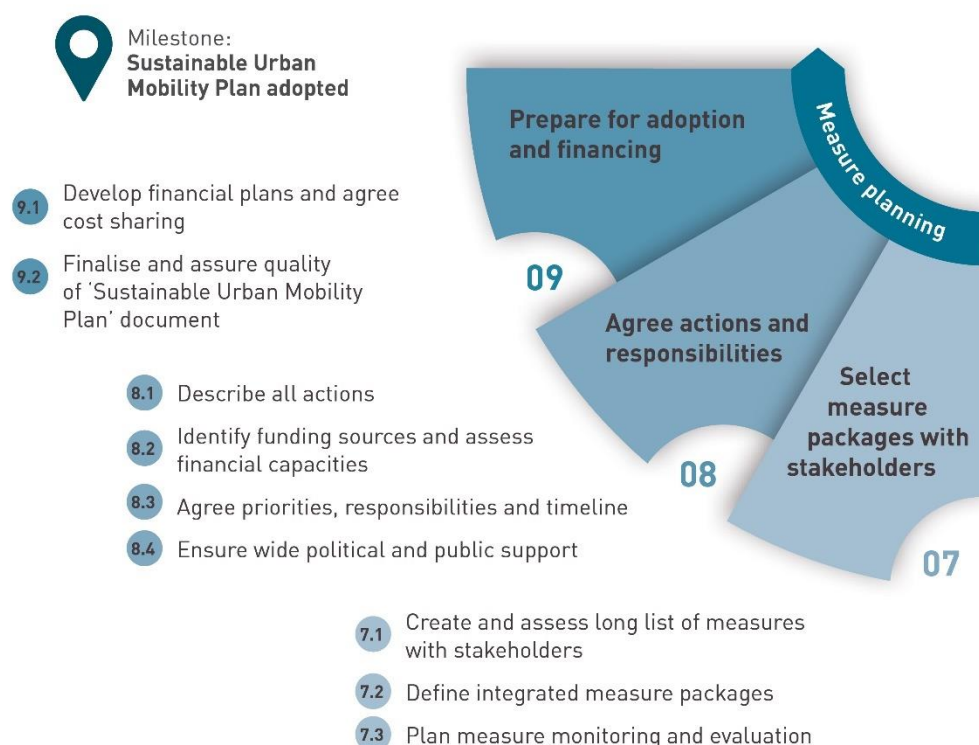 Milestone:
Sustainable Urban
Mobility Plan adopted
Measure planning
Prepare for adoption
and financing
09
9.1 Develop financial plans and agree
cost sharing
9.2 Finalise and assure quality
of ‘Sustainable Urban Mobility
Plan’ document
Agree actions and
responsibilities
08
8.1 Describe all actions
8.2 Identify funding sources and assess
financial capacities
8.3 Agree priorities, responsibilities and timeline
8.4 Ensure wide political and public support
Select
measure
packages with
stakeholders
07
7.1 Create and assess long list of measures
with stakeholders
7.2 Define integrated measure packages
7.3 Plan measure monitoring and evaluation